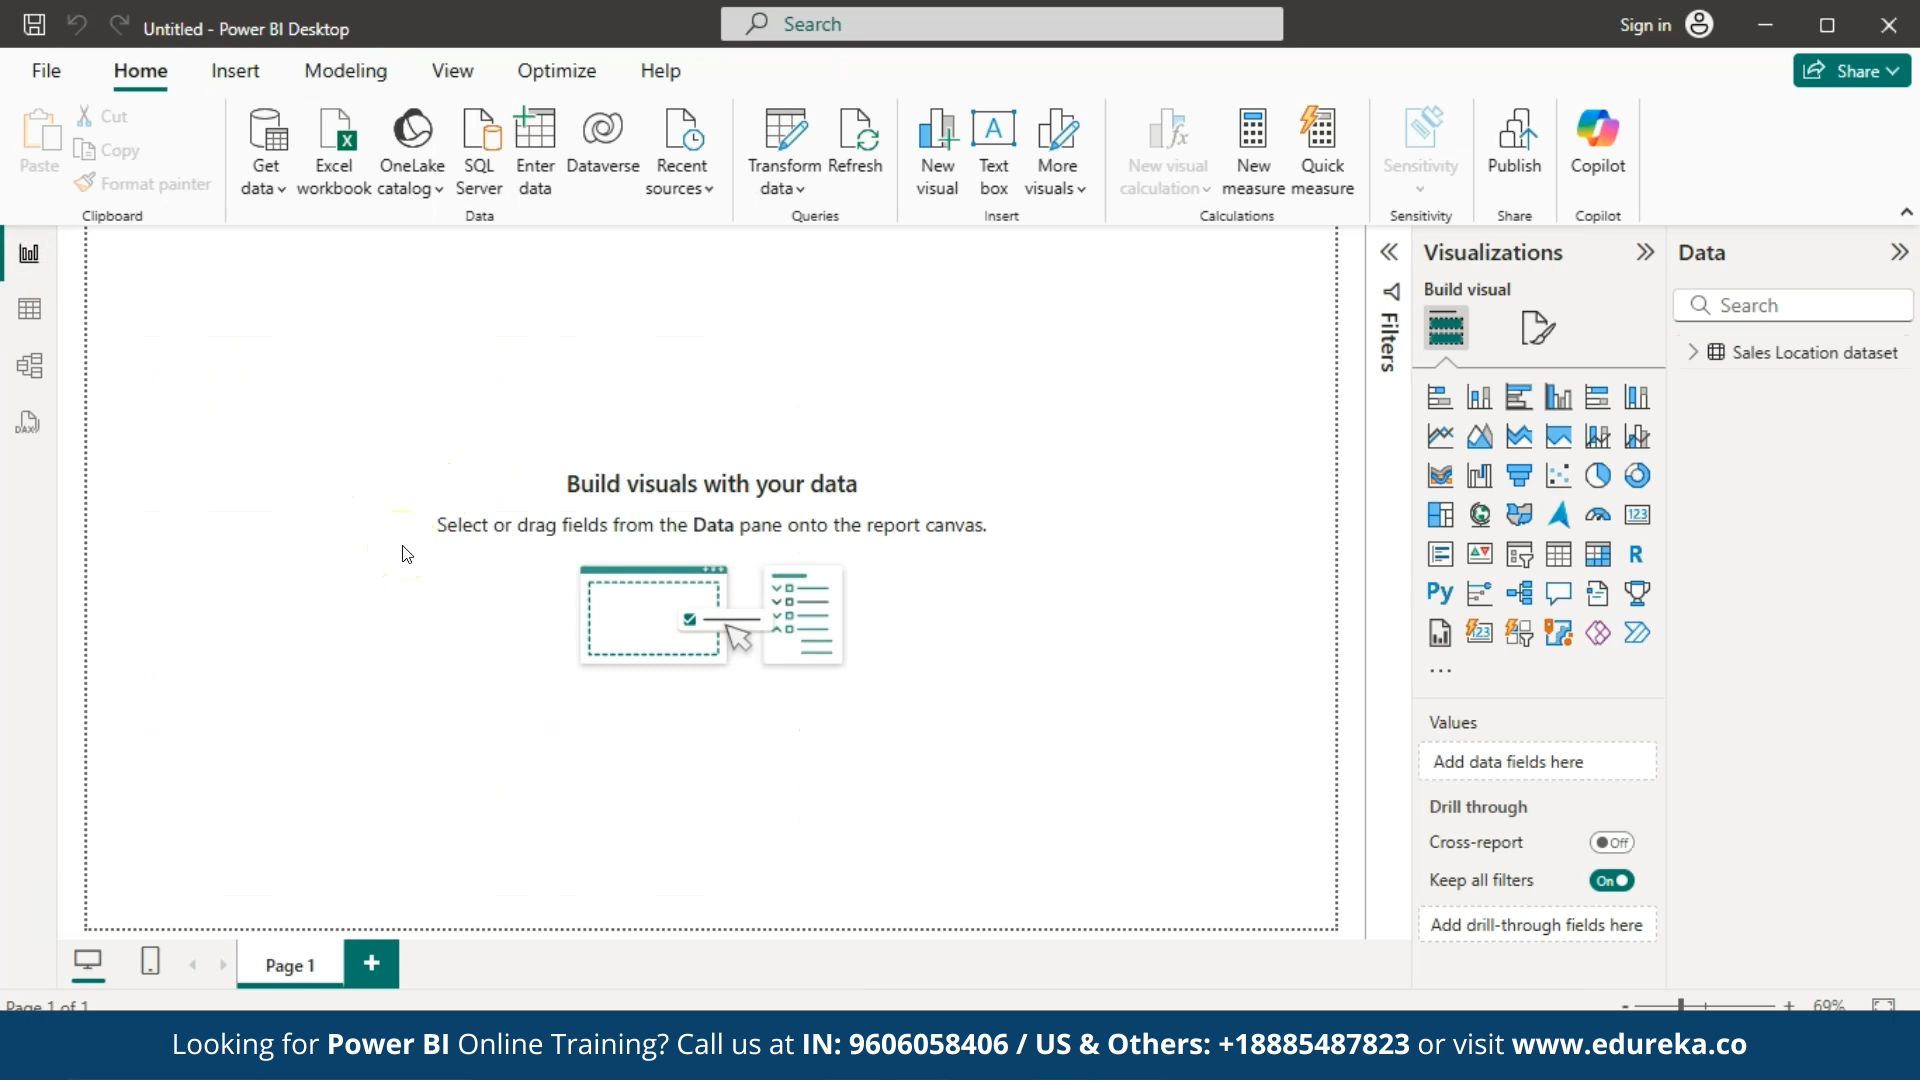 Untitled - Power BI Desktop
Search
Sign in
File
Home
Insert
Modeling
View
Optimize
Help
Share
Paste
Cut
Copy
Format painter
Clipboard
Get data
Excel workbook
OneLake catalog
SQL Server
Enter data
Dataverse
Recent sources
Data
Transform data
Refresh
Queries
New visual
Text box
More visuals
Insert
New visual calculation
New measure
Quick measure
Calculations
Sensitivity
Sensitivity
Publish
Share
Copilot
Copilot
DAX
Build visuals with your data
Select or drag fields from the Data pane onto the report canvas.
Filters
Visualizations
Build visual
123
R
Py
123
...
Values
Add data fields here
Drill through
Cross-report
Off
Keep all filters
On
Add drill-through fields here
Data
Search
Sales Location dataset
Page 1
+
Page 1 of 1
- + 69%
Looking for Power BI Online Training? Call us at IN: 9606058406 / US & Others: +18885487823 or visit www.edureka.co